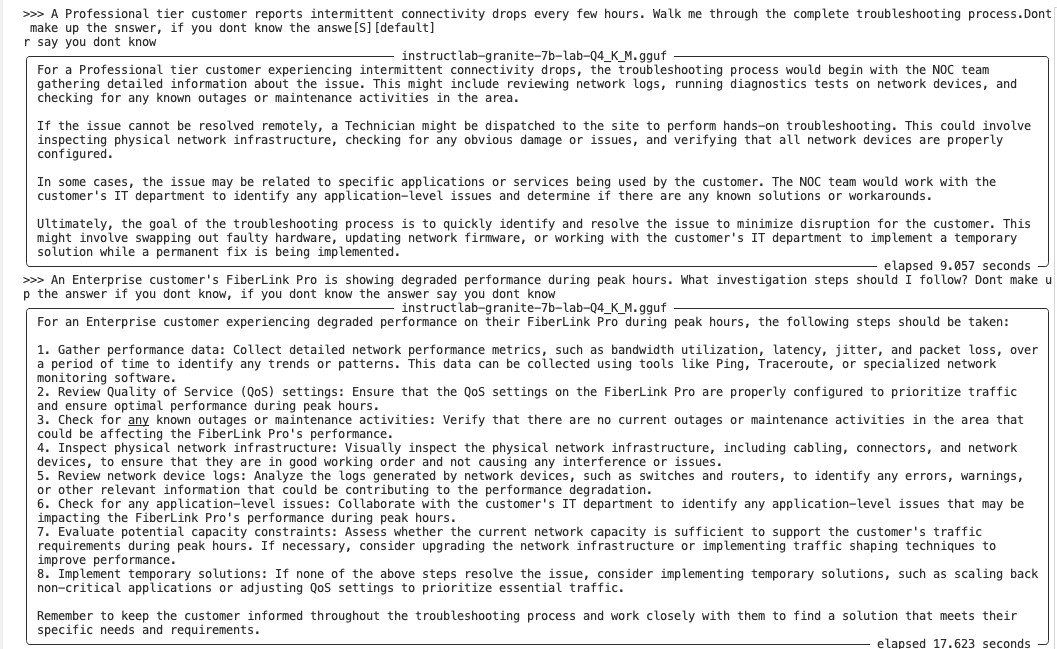 >>> A Professional tier customer reports intermittent connectivity drops every few hours. Walk me through the complete troubleshooting process.Dont
 make up the snswer, if you dont know the answe[S][default]
r say you dont know
instructlab-granite-7b-lab-Q4_K_M.gguf
For a Professional tier customer experiencing intermittent connectivity drops, the troubleshooting process would begin with the NOC team
gathering detailed information about the issue. This might include reviewing network logs, running diagnostics tests on network devices, and
checking for any known outages or maintenance activities in the area.
If the issue cannot be resolved remotely, a Technician might be dispatched to the site to perform hands-on troubleshooting. This could involve
inspecting physical network infrastructure, checking for any obvious damage or issues, and verifying that all network devices are properly
configured.
In some cases, the issue may be related to specific applications or services being used by the customer. The NOC team would work with the
customer's IT department to identify any application-level issues and determine if there are any known solutions or workarounds.
Ultimately, the goal of the troubleshooting process is to quickly identify and resolve the issue to minimize disruption for the customer. This
might involve swapping out faulty hardware, updating network firmware, or working with the customer's IT department to implement a temporary
solution while a permanent fix is being implemented.
elapsed 9.057 seconds
>>> An Enterprise customer's FiberLink Pro is showing degraded performance during peak hours. What investigation steps should I follow? Dont make u
p the answer if you dont know, if you dont know the answer say you dont know
instructlab-granite-7b-lab-Q4_K_M.gguf
For an Enterprise customer experiencing degraded performance on their FiberLink Pro during peak hours, the following steps should be taken:
1. Gather performance data: Collect detailed network performance metrics, such as bandwidth utilization, latency, jitter, and packet loss, over
a period of time to identify any trends or patterns. This data can be collected using tools like Ping, Traceroute, or specialized network
monitoring software.
2. Review Quality of Service (QoS) settings: Ensure that the QoS settings on the FiberLink Pro are properly configured to prioritize traffic
and ensure optimal performance during peak hours.
3. Check for any known outages or maintenance activities: Verify that there are no current outages or maintenance activities in the area that
could be affecting the FiberLink Pro's performance.
4. Inspect physical network infrastructure: Visually inspect the physical network infrastructure, including cabling, connectors, and network
devices, to ensure that they are in good working order and not causing any interference or issues.
5. Review network device logs: Analyze the logs generated by network devices, such as switches and routers, to identify any errors, warnings,
or other relevant information that could be contributing to the performance degradation.
6. Check for any application-level issues: Collaborate with the customer's IT department to identify any application-level issues that may be
impacting the FiberLink Pro's performance during peak hours.
7. Evaluate potential capacity constraints: Assess whether the current network capacity is sufficient to support the customer's traffic
requirements during peak hours. If necessary, consider upgrading the network infrastructure or implementing traffic shaping techniques to
improve performance.
8. Implement temporary solutions: If none of the above steps resolve the issue, consider implementing temporary solutions, such as scaling back
non-critical applications or adjusting QoS settings to prioritize essential traffic.
Remember to keep the customer informed throughout the troubleshooting process and work closely with them to find a solution that meets their
specific needs and requirements.
elapsed 17.623 seconds